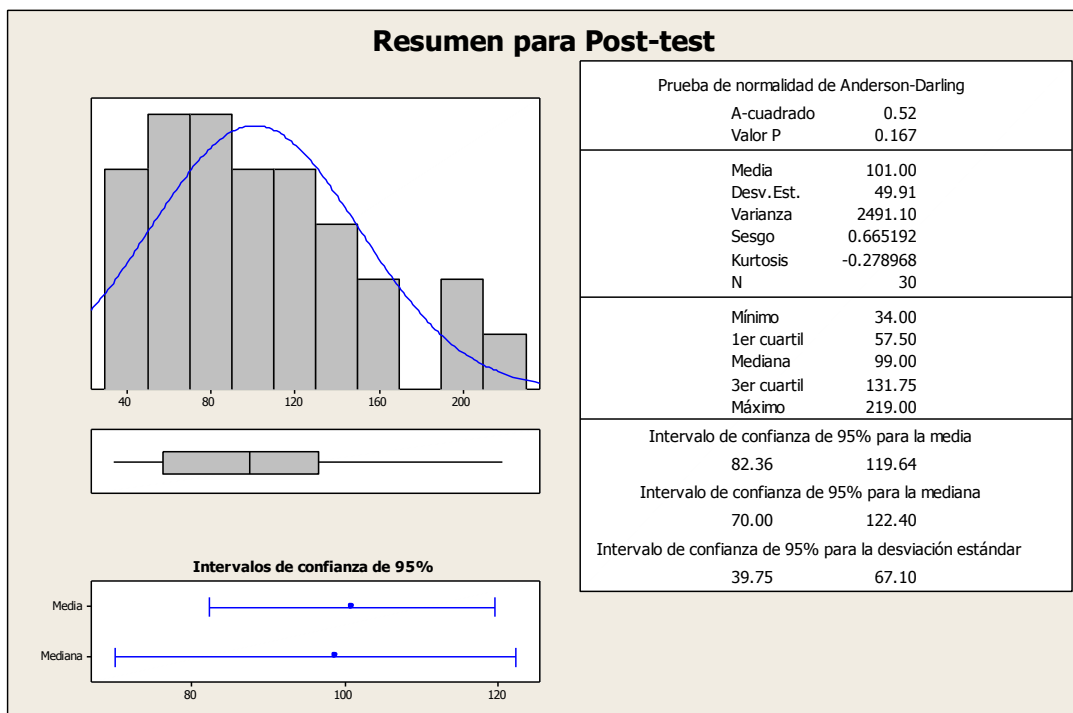 Resumen para Post-test
40 80 120 160 200
Intervalos de confianza de 95%
Media
Mediana
80 100 120
Prueba de normalidad de Anderson-Darling
A-cuadrado 0.52
Valor P 0.167
Media 101.00
Desv.Est. 49.91
Varianza 2491.10
Sesgo 0.665192
Kurtosis -0.278968
N 30
Mínimo 34.00
1er cuartil 57.50
Mediana 99.00
3er cuartil 131.75
Máximo 219.00
Intervalo de confianza de 95% para la media
82.36 119.64
Intervalo de confianza de 95% para la mediana
70.00 122.40
Intervalo de confianza de 95% para la desviación estándar
39.75 67.10